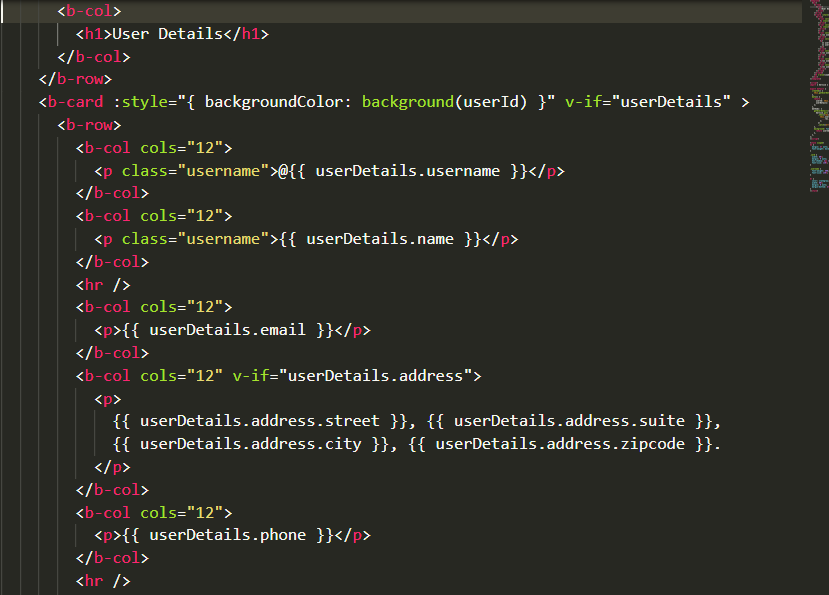 <b-col>
<h1>User Details</h1>
</b-col>
</b-row>
<b-card :style="{ backgroundColor: background(userId) }" v-if="userDetails" >
<b-row>
<b-col cols="12">
<p class="username">@{{ userDetails.username }}</p>
</b-col>
<b-col cols="12">
<p class="username">{{ userDetails.name }}</p>
</b-col>
<hr />
<b-col cols="12">
<p>{{ userDetails.email }}</p>
</b-col>
<b-col cols="12" v-if="userDetails.address">
<p>
{{ userDetails.address.street }}, {{ userDetails.address.suite }},
{{ userDetails.address.city }}, {{ userDetails.address.zipcode }}.
</p>
</b-col>
<b-col cols="12">
<p>{{ userDetails.phone }}</p>
</b-col>
<hr />